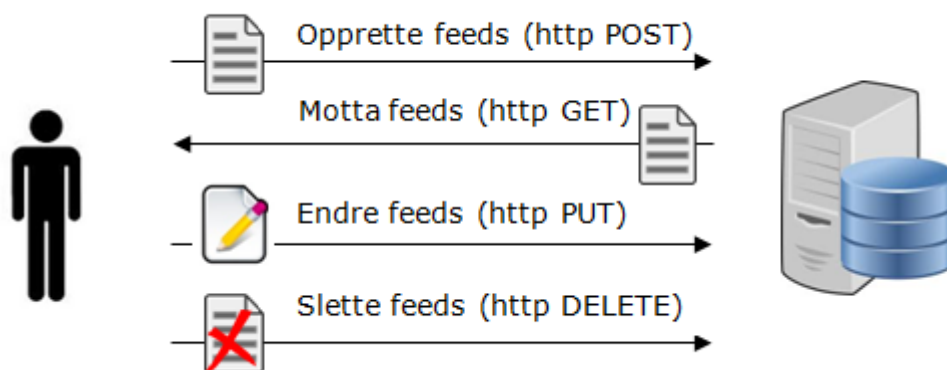 Opprette feeds (http POST)
Motta feeds (http GET)
Endre feeds (http PUT)
Slette feeds (http DELETE)